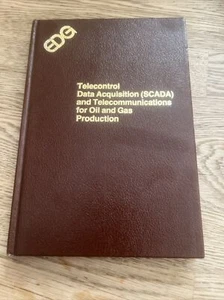 EDG
Telecontrol
Data Acquisition (SCADA)
and Telecommunications
for Oil and Gas
Production